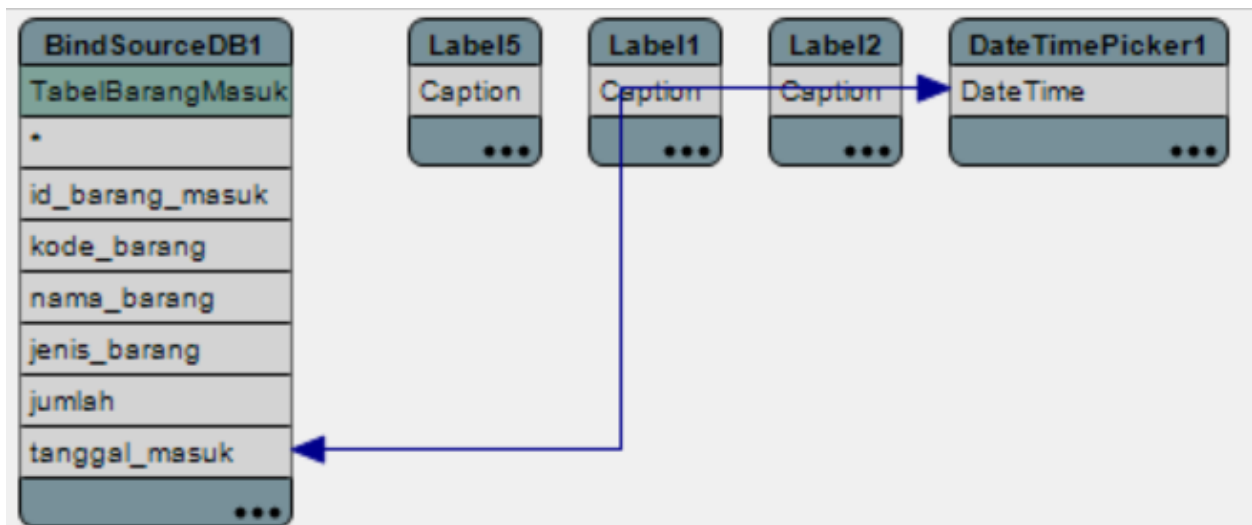 BindSourceDB1
TabelBarangMasuk
*
id_barang_masuk
kode_barang
nama_barang
jenis_barang
jumlah
tanggal_masuk
Label5
Caption
Label1
Caption
Label2
Caption
DateTimePicker1
DateTime